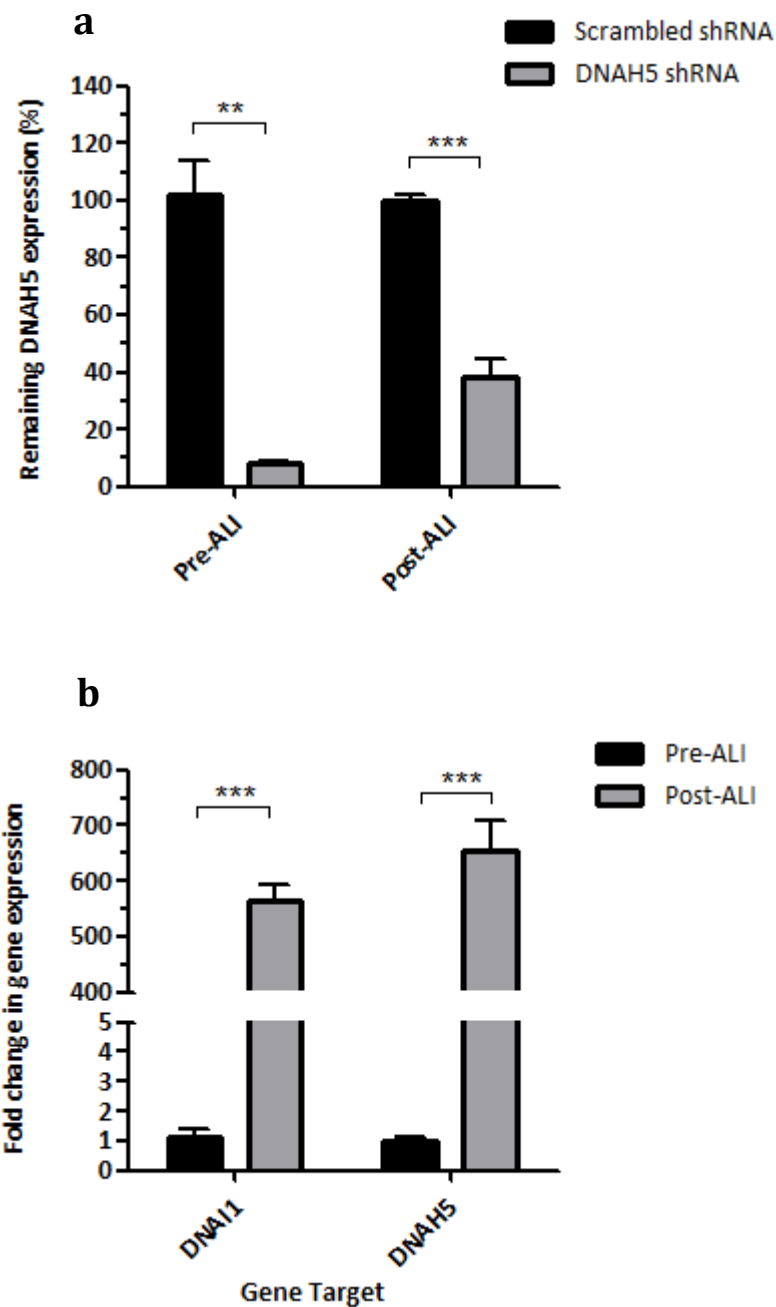 a
Scrambled shRNA
DNAH5 shRNA
Remaining DNAH5 expression (%)
140
120
100
80
60
40
20
0
**
***
Pre-ALI
Post-ALI
b
Pre-ALI
Post-ALI
Fold change in gene expression
800
700
600
500
400
5
4
3
2
1
0
***
***
DNAI1
DNAH5
Gene Target